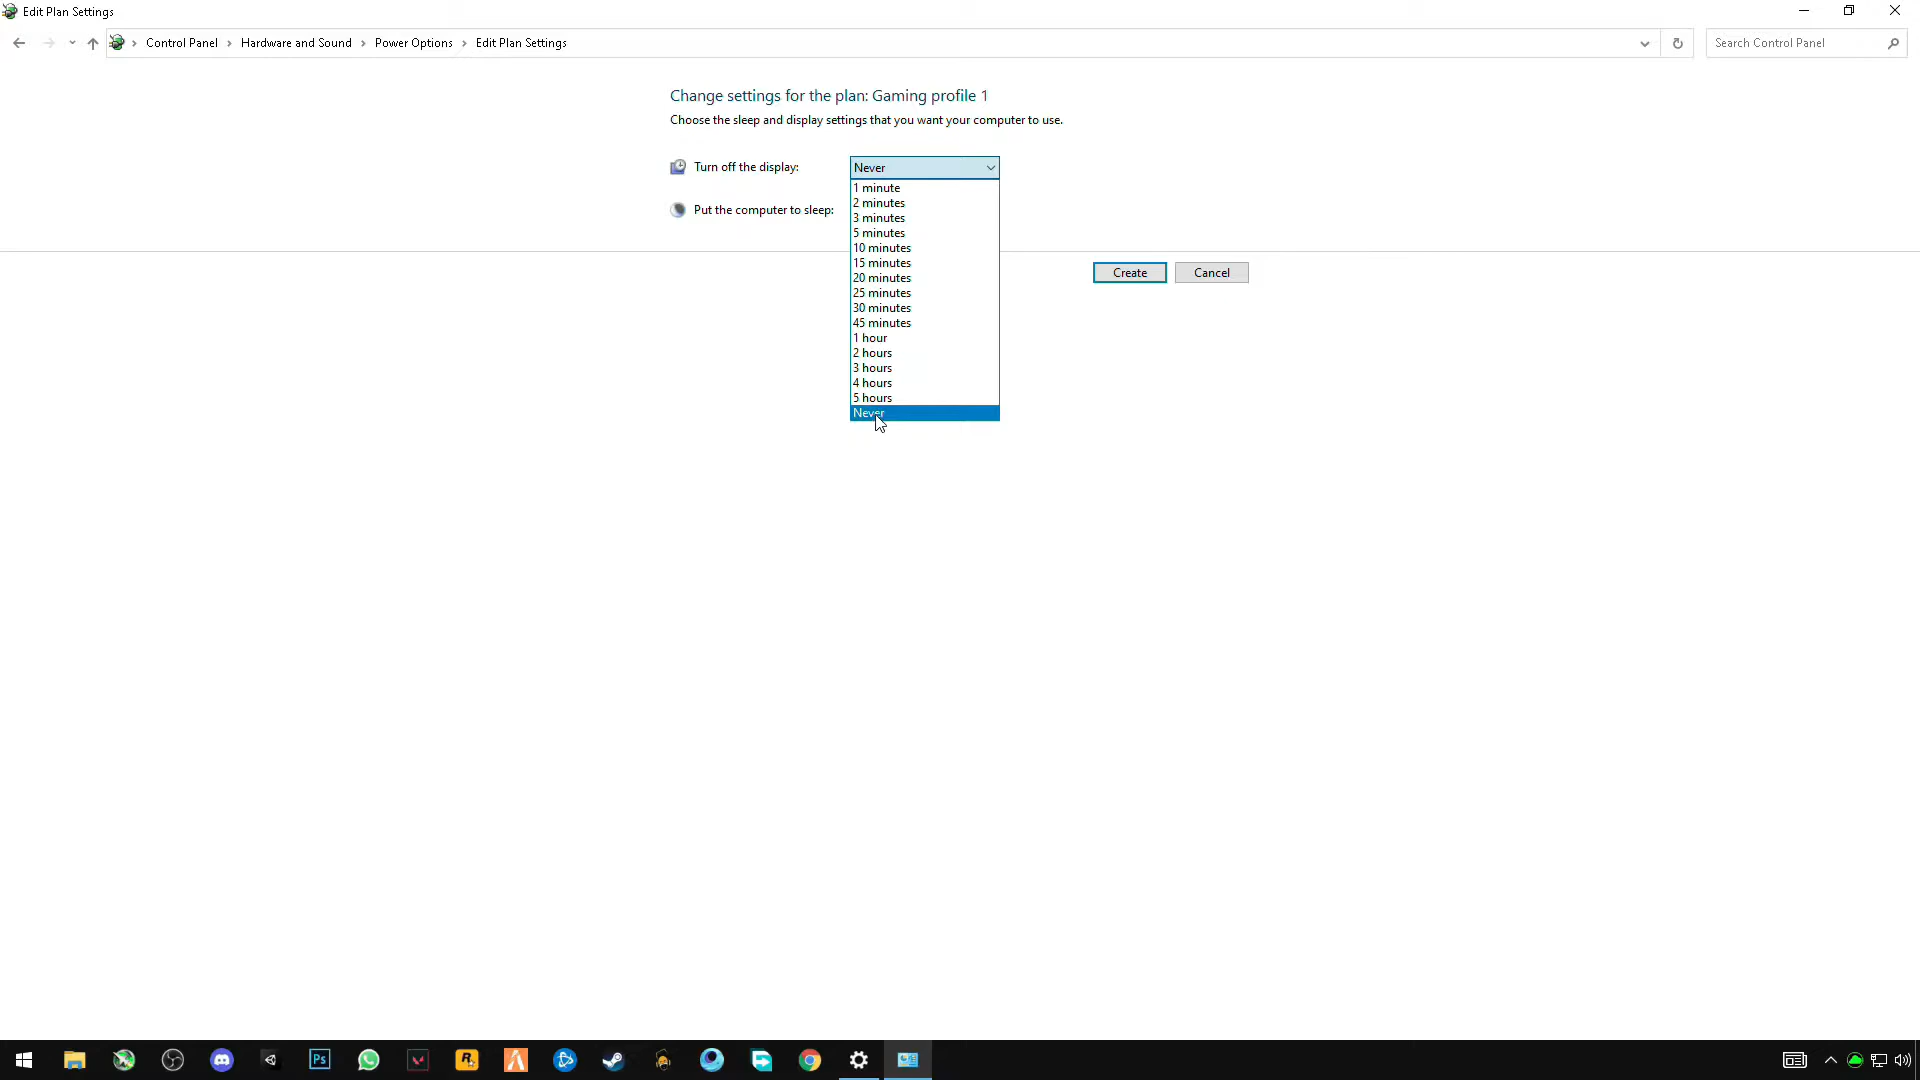 Edit Plan Settings
Control Panel > Hardware and Sound > Power Options > Edit Plan Settings
Search Control Panel
Change settings for the plan: Gaming profile 1
Choose the sleep and display settings that you want your computer to use.
Turn off the display: Never
1 minute
2 minutes
Put the computer to sleep:
3 minutes
5 minutes
10 minutes
15 minutes
Create Cancel
20 minutes
25 minutes
30 minutes
45 minutes
1 hour
2 hours
3 hours
4 hours
5 hours
Never
Ps
R